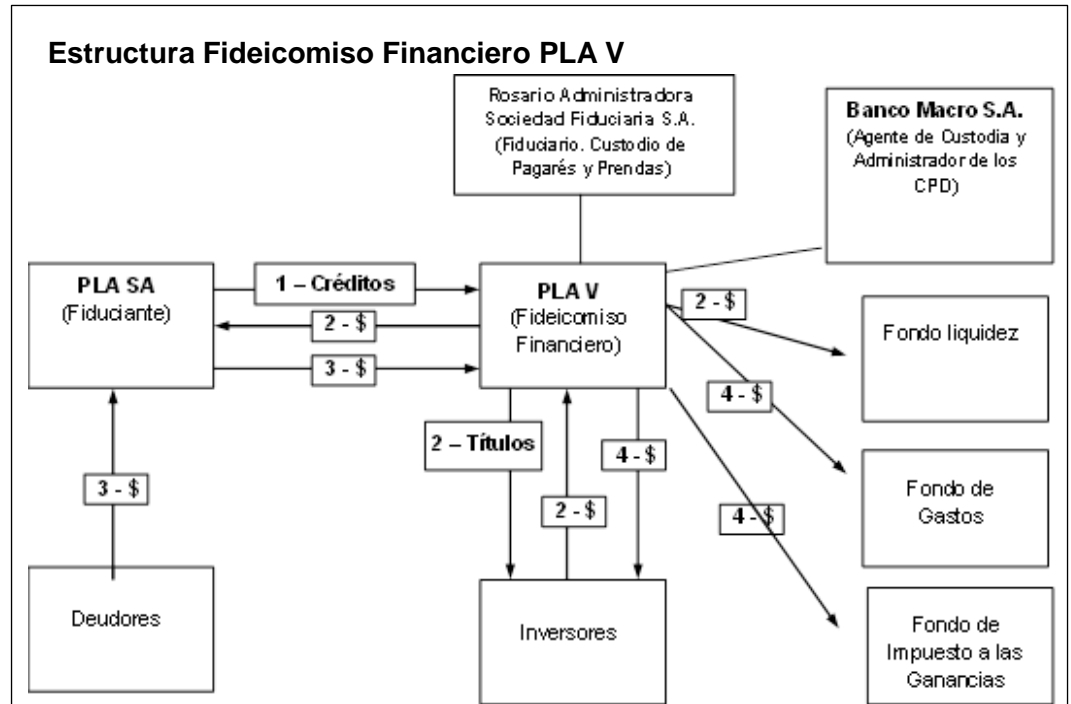 Estructura Fideicomiso Financiero PLA V
Rosario Administradora
Sociedad Fiduciaria S.A.
(Fiduciario. Custodio de
Pagarés y Prendas)
Banco Macro S.A.
(Agente de Custodia y
Administrador de los
CPD)
PLA SA
(Fiduciante)
1 – Créditos
2 - $
3 - $
PLA V
(Fideicomiso
Financiero)
2 - $
Fondo liquidez
4 - $
2 – Títulos
4 - $
3 - $
2 - $
4 - $
Fondo de
Gastos
Deudores
Inversores
Fondo de
Impuesto a las
Ganancias